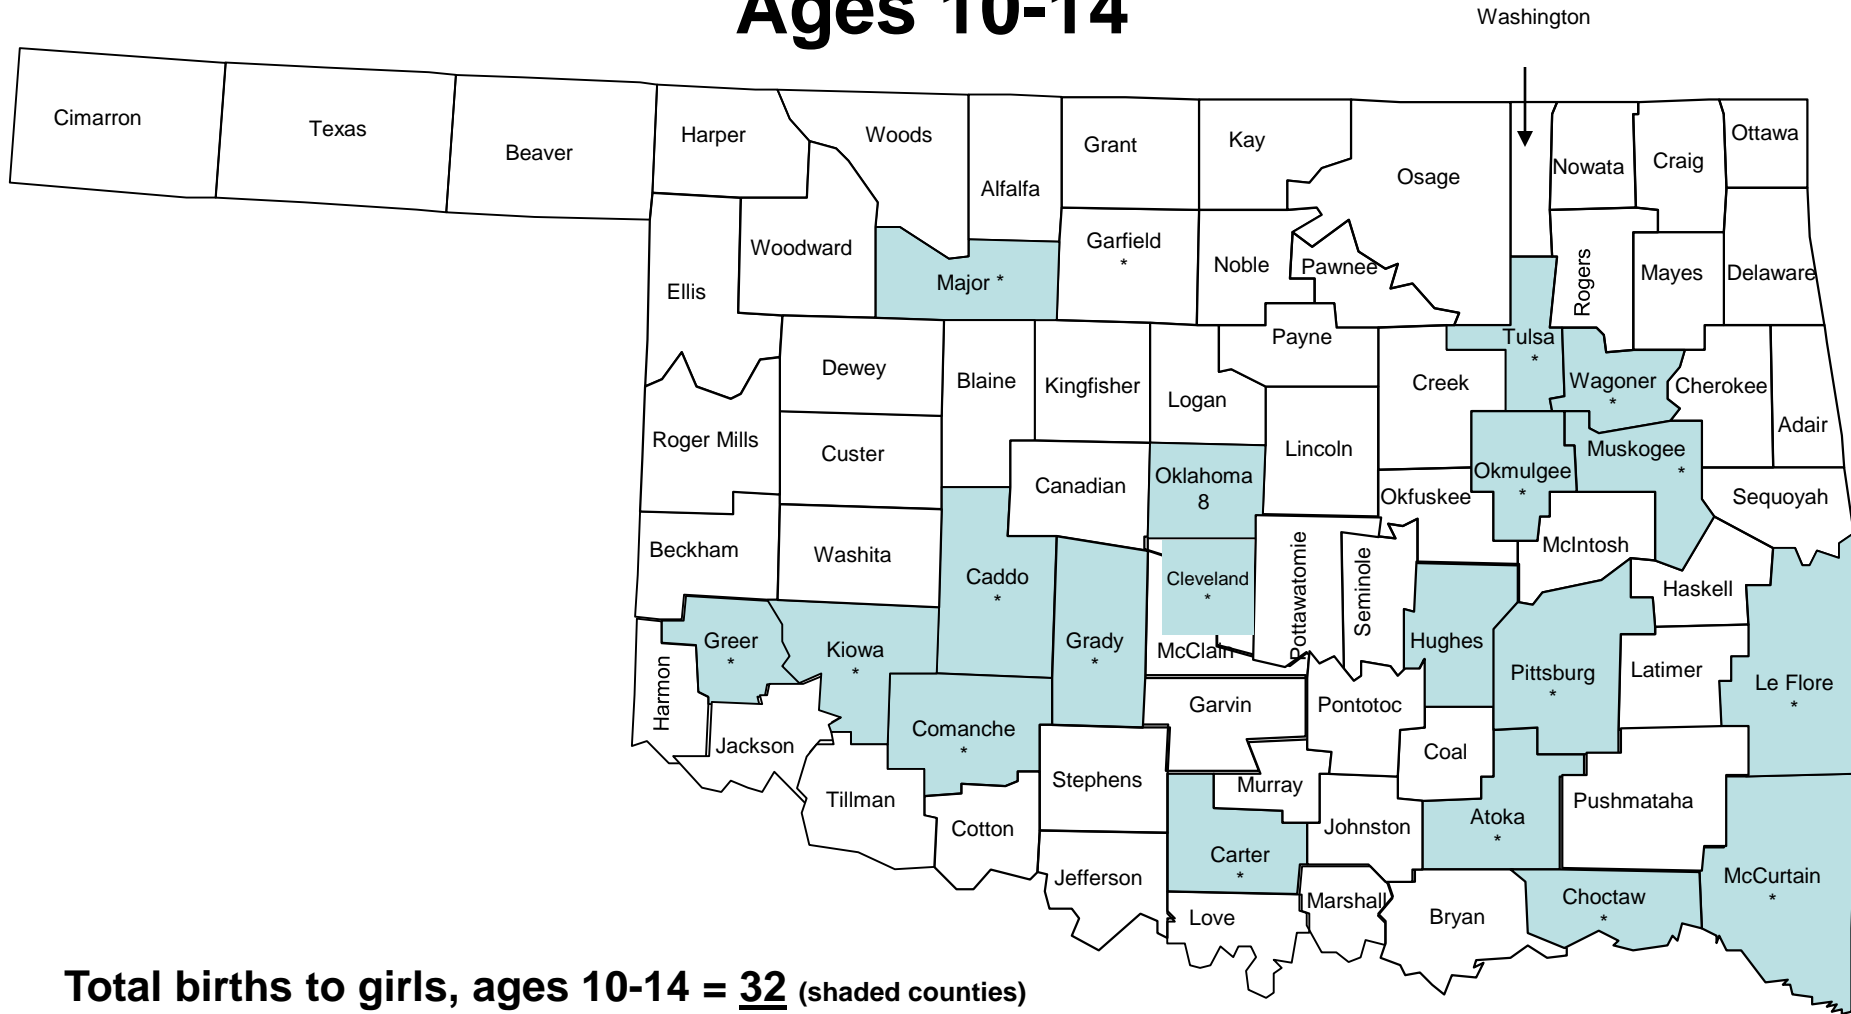 Ages 10-14
Washington
Cimarron
Texas
Beaver
Harper
Woods
Alfalfa
Grant
Kay
Osage
Nowata
Craig
Ottawa
Ellis
Woodward
Major *
Garfield
*
Noble
Pawnee
Rogers
Mayes
Delaware
Dewey
Blaine
Kingfisher
Logan
Payne
Creek
Tulsa
*
Wagoner
*
Cherokee
Adair
Roger Mills
Custer
Canadian
Oklahoma
8
Lincoln
Okfuskee
Okmulgee
*
Muskogee
*
Sequoyah
Beckham
Washita
Caddo
*
Grady
*
Cleveland
*
McClain
Pottawatomie
Seminole
Hughes
McIntosh
Haskell
Harmon
Greer
*
Kiowa
*
Comanche
*
Garvin
Pontotoc
Pittsburg
*
Latimer
Le Flore
*
Jackson
Tillman
Cotton
Stephens
Murray
Coal
Atoka
*
Pushmataha
Jefferson
Carter
*
Johnston
Love
Marshall
Bryan
Choctaw
*
McCurtain
*
Total births to girls, ages 10-14 = 32 (shaded counties)